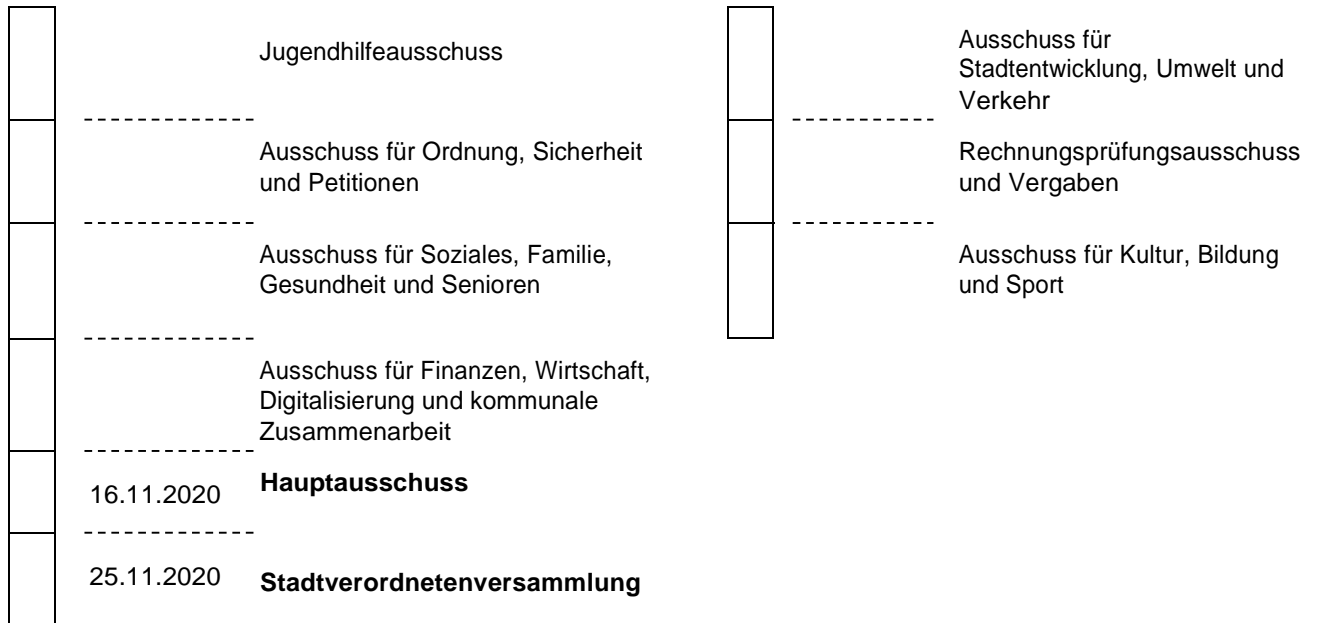 Jugendhilfeausschuss
Ausschuss für Ordnung, Sicherheit
und Petitionen
Ausschuss für Soziales, Familie,
Gesundheit und Senioren
Ausschuss für Finanzen, Wirtschaft,
Digitalisierung und kommunale
Zusammenarbeit
16.11.2020 Hauptausschuss
25.11.2020 Stadtverordnetenversammlung
Ausschuss für
Stadtentwicklung, Umwelt und
Verkehr
Rechnungsprüfungsausschuss
und Vergaben
Ausschuss für Kultur, Bildung
und Sport